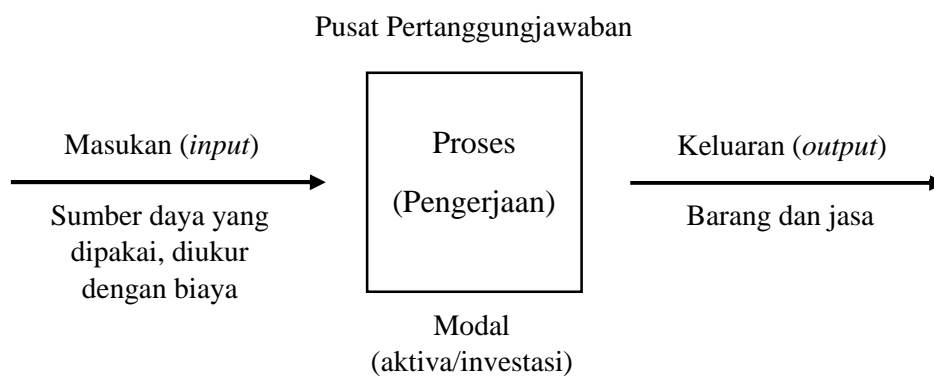 Pusat Pertanggungjawaban
Masukan (input)
Sumber daya yang
dipakai, diukur
dengan biaya
Proses
(Pengerjaan)
Modal
(aktiva/investasi)
Keluaran (output)
Barang dan jasa